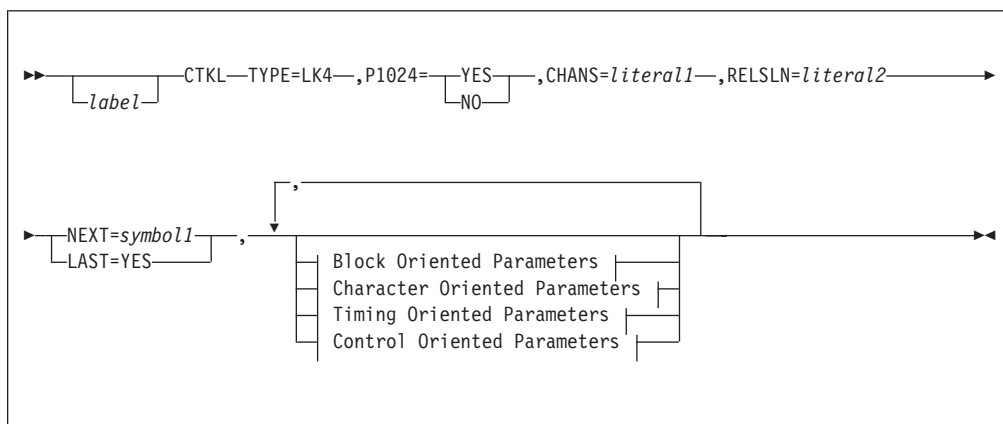 CTKL TYPE=LK4 ,P1024= YES ,CHANS=literal1 ,RELSLN=literal2
label NO
,
NEXT=symbol1 ,
LAST=YES
Block Oriented Parameters
Character Oriented Parameters
Timing Oriented Parameters
Control Oriented Parameters